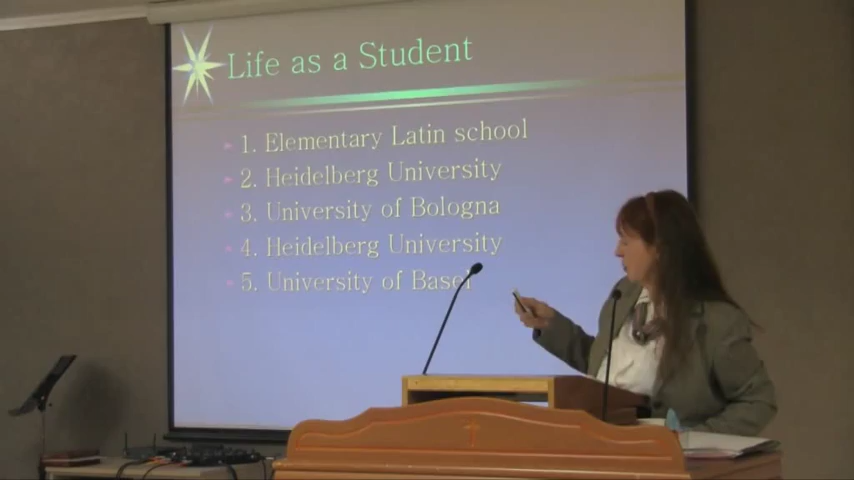 Life as a Student
1. Elementary Latin school
2. Heidelberg University
3. University of Bologna
4. Heidelberg University
5. University of Basel